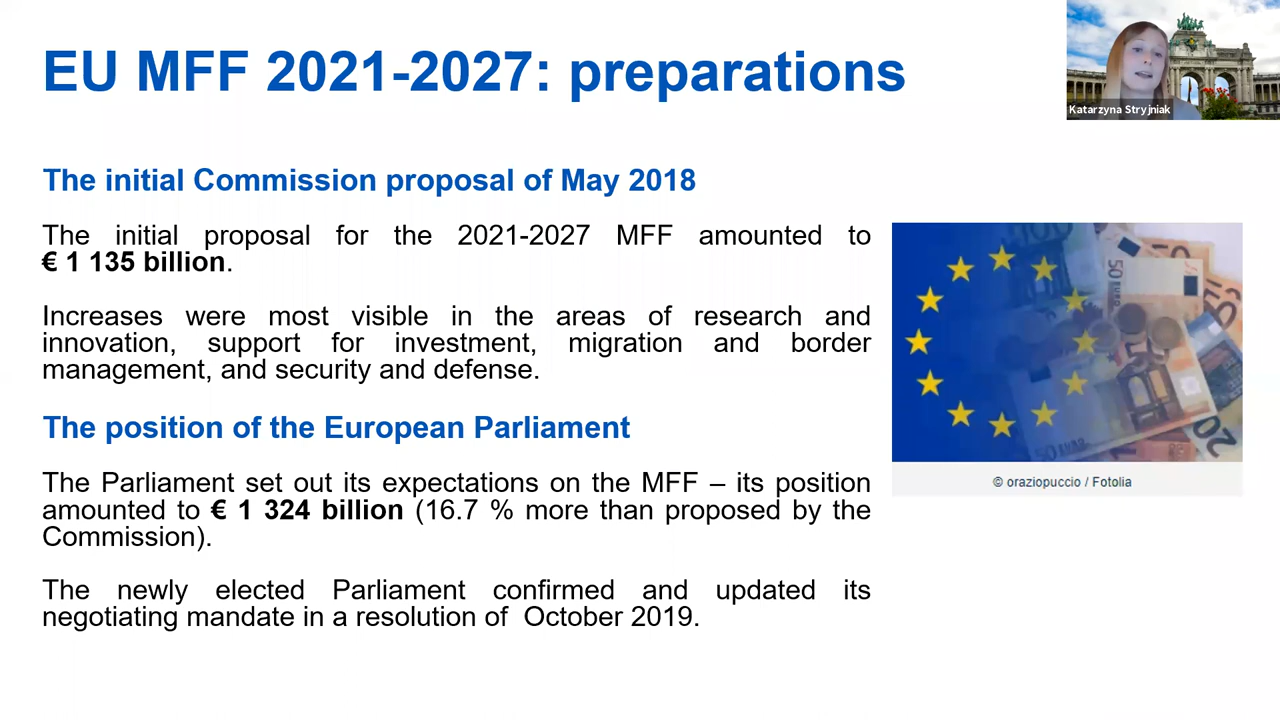 EU MFF 2021-2027: preparations
Katarzyna Stryjniak
The initial Commission proposal of May 2018
The initial proposal for the 2021-2027 MFF amounted to
€ 1 135 billion.
Increases were most visible in the areas of research and
innovation, support for investment, migration and border
management, and security and defense.
The position of the European Parliament
The Parliament set out its expectations on the MFF – its position
amounted to € 1 324 billion (16.7 % more than proposed by the
Commission).
The newly elected Parliament confirmed and updated its
negotiating mandate in a resolution of  October 2019.
50 EURO
20
© oraziopuccio / Fotolia